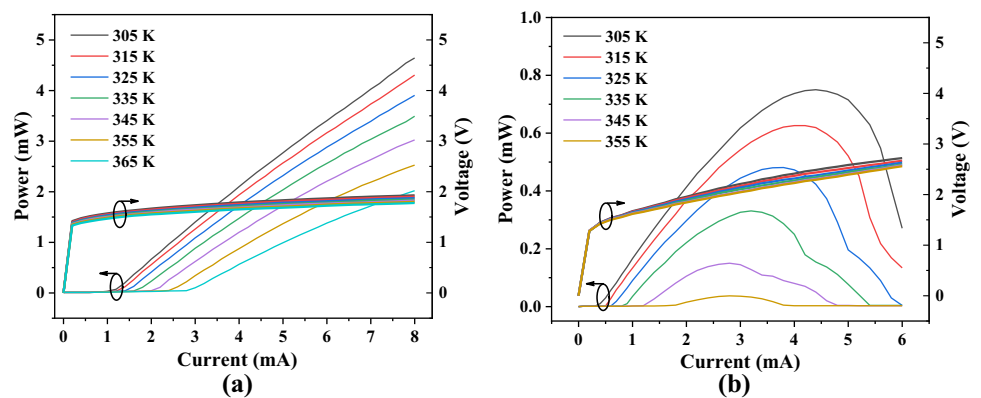 305 K
315 K
325 K
335 K
345 K
355 K
365 K
Power (mW)
5
4
3
2
1
0
Voltage (V)
5
4
3
2
1
0
0 1 2 3 4 5 6 7 8
Current (mA)
(a)
305 K
315 K
325 K
335 K
345 K
355 K
Power (mW)
1.0
0.8
0.6
0.4
0.2
0.0
Voltage (V)
5
4
3
2
1
0
0 1 2 3 4 5 6
Current (mA)
(b)